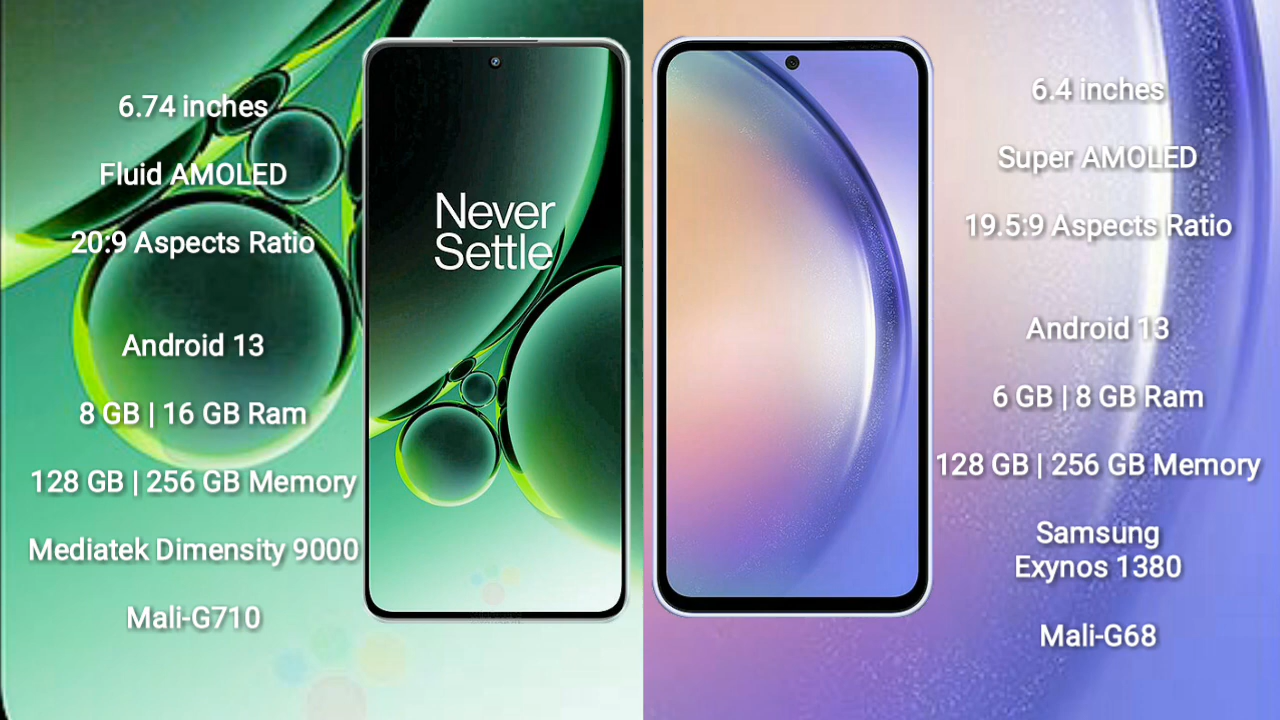 6.74 inches
Fluid AMOLED
20:9 Aspects Ratio
Android 13
8 GB | 16 GB Ram
128 GB | 256 GB Memory
Mediatek Dimensity 9000
Mali-G710
Never
Settle
6.4 inches
Super AMOLED
19.5:9 Aspects Ratio
Android 13
6 GB | 8 GB Ram
128 GB | 256 GB Memory
Samsung
Exynos 1380
Mali-G68